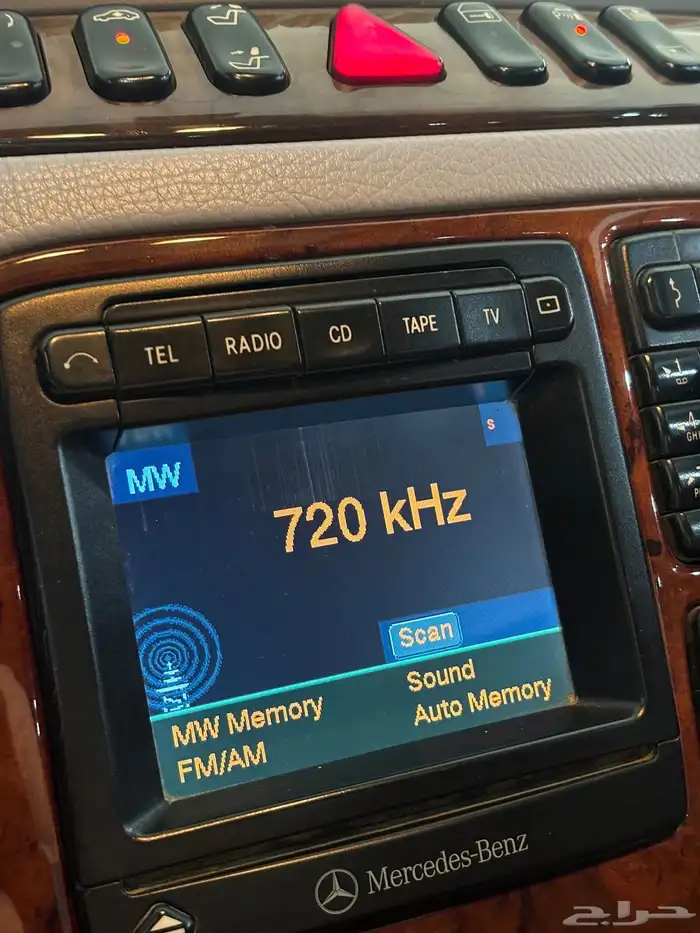 TEL RADIO CD TAPE TV
MW
S
720 kHz
Scan
MW Memory
Sound
FM/AM
Auto Memory
Mercedes-Benz
حراج